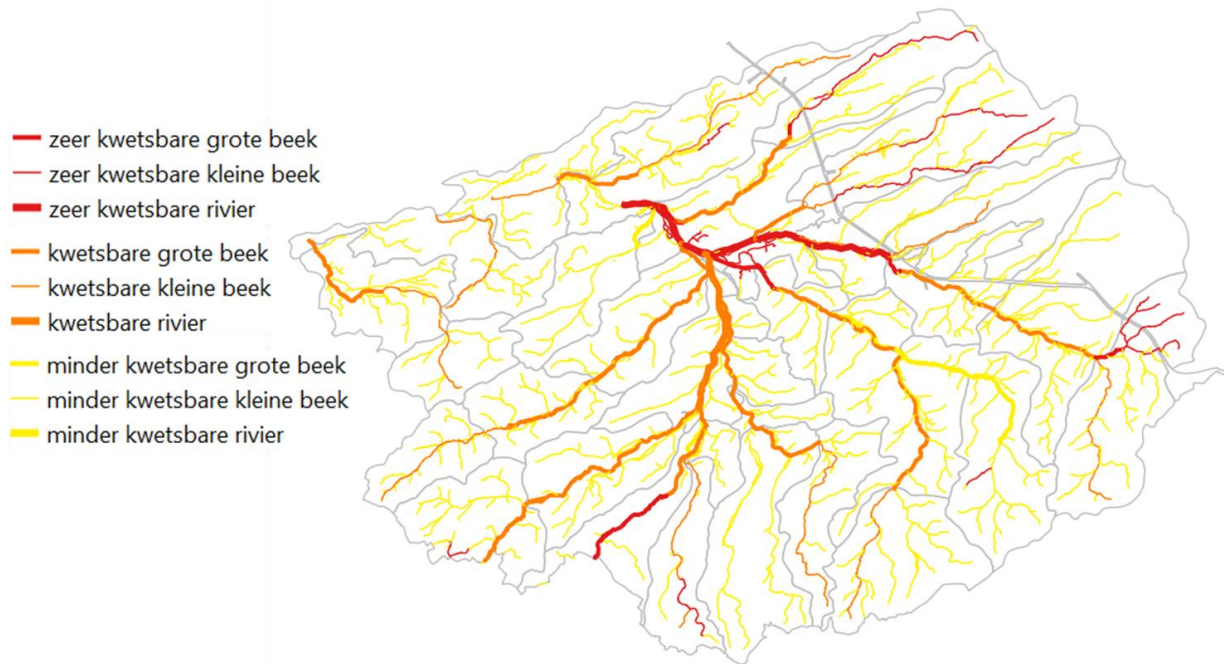 zeer kwetsbare grote beek
zeer kwetsbare kleine beek
zeer kwetsbare rivier
kwetsbare grote beek
kwetsbare kleine beek
kwetsbare rivier
minder kwetsbare grote beek
minder kwetsbare kleine beek
minder kwetsbare rivier